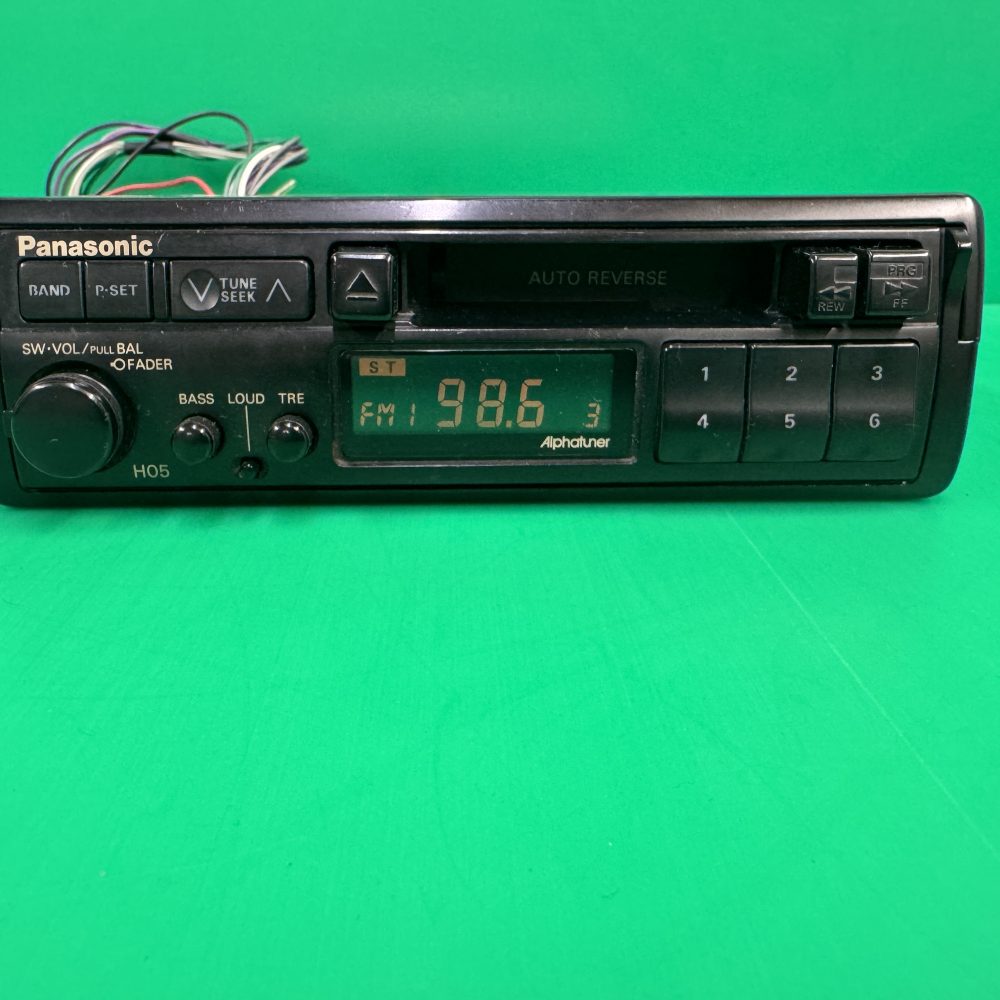 Panasonic
BAND P·SET TUNE SEEK
AUTO REVERSE
REW
PRG
FF
SW·VOL/PULL BAL
FADER
BASS LOUD TRE
H05
ST
FM1 98.6 3
Alphatuner
1 2 3
4 5 6